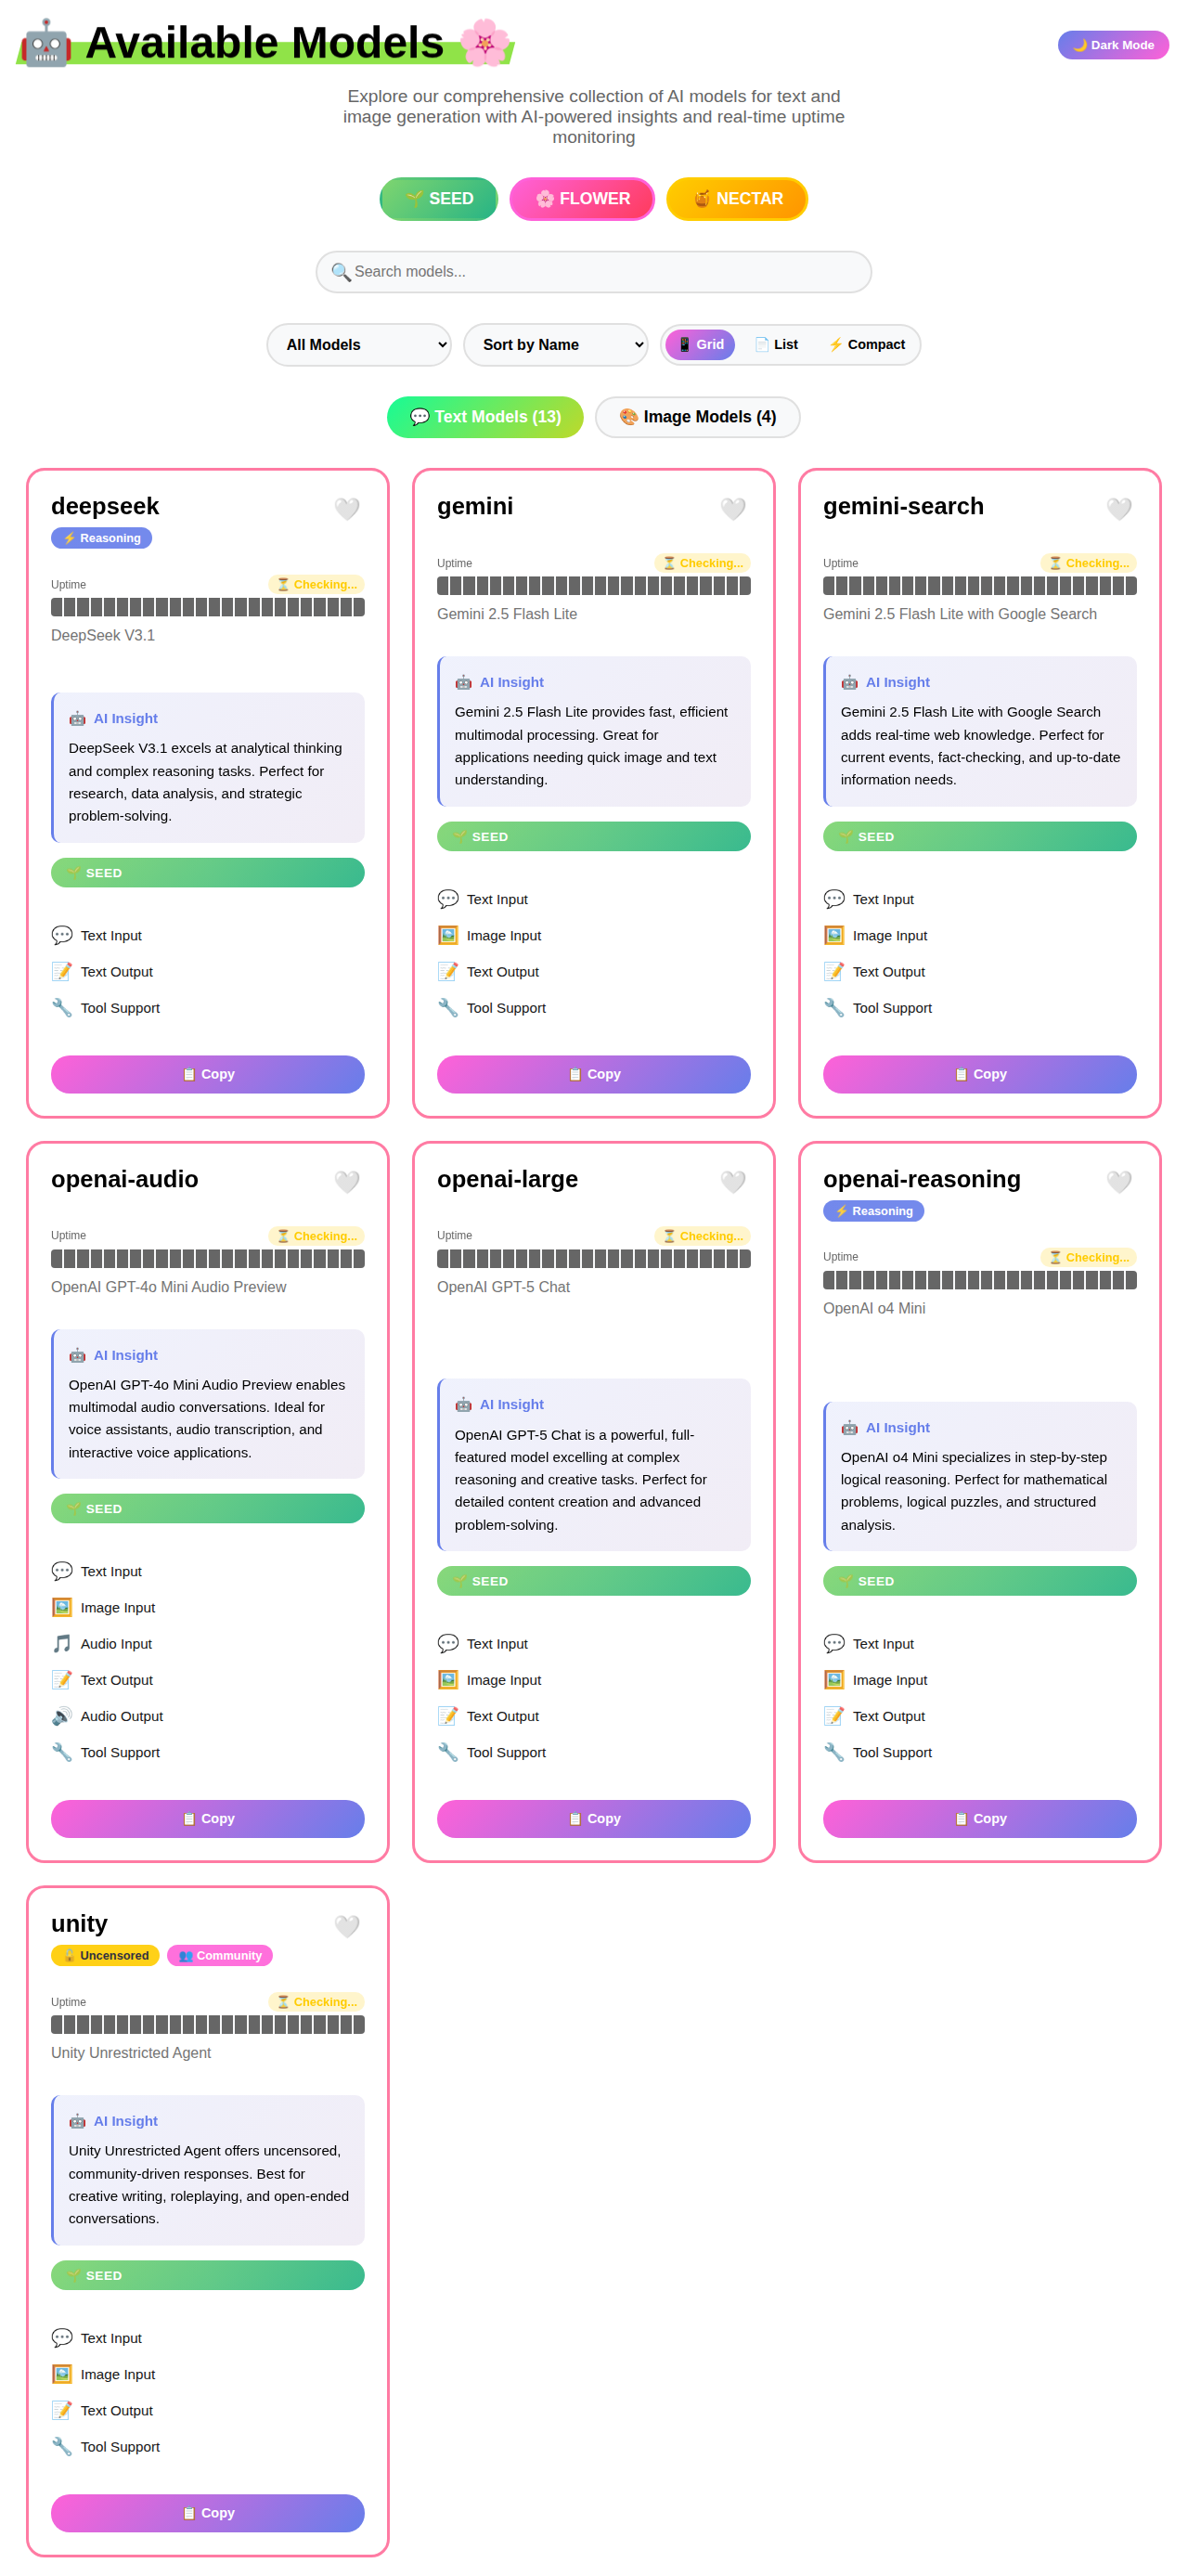 🤖 Available Models 🌸
🌙 Dark Mode
Explore our comprehensive collection of AI models for text and
image generation with AI-powered insights and real-time uptime
monitoring
🌱 SEED
🌸 FLOWER
🍯 NECTAR
🔍 Search models...
All Models
Sort by Name
📱 Grid
📄 List
⚡ Compact
💬 Text Models (13)
🎨 Image Models (4)
deepseek
⚡ Reasoning
Uptime
⏳ Checking...
DeepSeek V3.1
🤖 AI Insight
DeepSeek V3.1 excels at analytical thinking
and complex reasoning tasks. Perfect for
research, data analysis, and strategic
problem-solving.
🌱 SEED
💬 Text Input
📝 Text Output
🔧 Tool Support
📋 Copy
gemini
Uptime
⏳ Checking...
Gemini 2.5 Flash Lite
🤖 AI Insight
Gemini 2.5 Flash Lite provides fast, efficient
multimodal processing. Great for
applications needing quick image and text
understanding.
🌱 SEED
💬 Text Input
🖼️ Image Input
📝 Text Output
🔧 Tool Support
📋 Copy
gemini-search
Uptime
⏳ Checking...
Gemini 2.5 Flash Lite with Google Search
🤖 AI Insight
Gemini 2.5 Flash Lite with Google Search
adds real-time web knowledge. Perfect for
current events, fact-checking, and up-to-date
information needs.
🌱 SEED
💬 Text Input
🖼️ Image Input
📝 Text Output
🔧 Tool Support
📋 Copy
openai-audio
Uptime
⏳ Checking...
OpenAI GPT-4o Mini Audio Preview
🤖 AI Insight
OpenAI GPT-4o Mini Audio Preview enables
multimodal audio conversations. Ideal for
voice assistants, audio transcription, and
interactive voice applications.
🌱 SEED
💬 Text Input
🖼️ Image Input
🎵 Audio Input
📝 Text Output
🔊 Audio Output
🔧 Tool Support
📋 Copy
openai-large
Uptime
⏳ Checking...
OpenAI GPT-5 Chat
🤖 AI Insight
OpenAI GPT-5 Chat is a powerful, full-
featured model excelling at complex
reasoning and creative tasks. Perfect for
detailed content creation and advanced
problem-solving.
🌱 SEED
💬 Text Input
🖼️ Image Input
📝 Text Output
🔧 Tool Support
📋 Copy
openai-reasoning
⚡ Reasoning
Uptime
⏳ Checking...
OpenAI o4 Mini
🤖 AI Insight
OpenAI o4 Mini specializes in step-by-step
logical reasoning. Perfect for mathematical
problems, logical puzzles, and structured
analysis.
🌱 SEED
💬 Text Input
🖼️ Image Input
📝 Text Output
🔧 Tool Support
📋 Copy
unity
🔓 Uncensored
👥 Community
Uptime
⏳ Checking...
Unity Unrestricted Agent
🤖 AI Insight
Unity Unrestricted Agent offers uncensored,
community-driven responses. Best for
creative writing, roleplaying, and open-ended
conversations.
🌱 SEED
💬 Text Input
🖼️ Image Input
📝 Text Output
🔧 Tool Support
📋 Copy